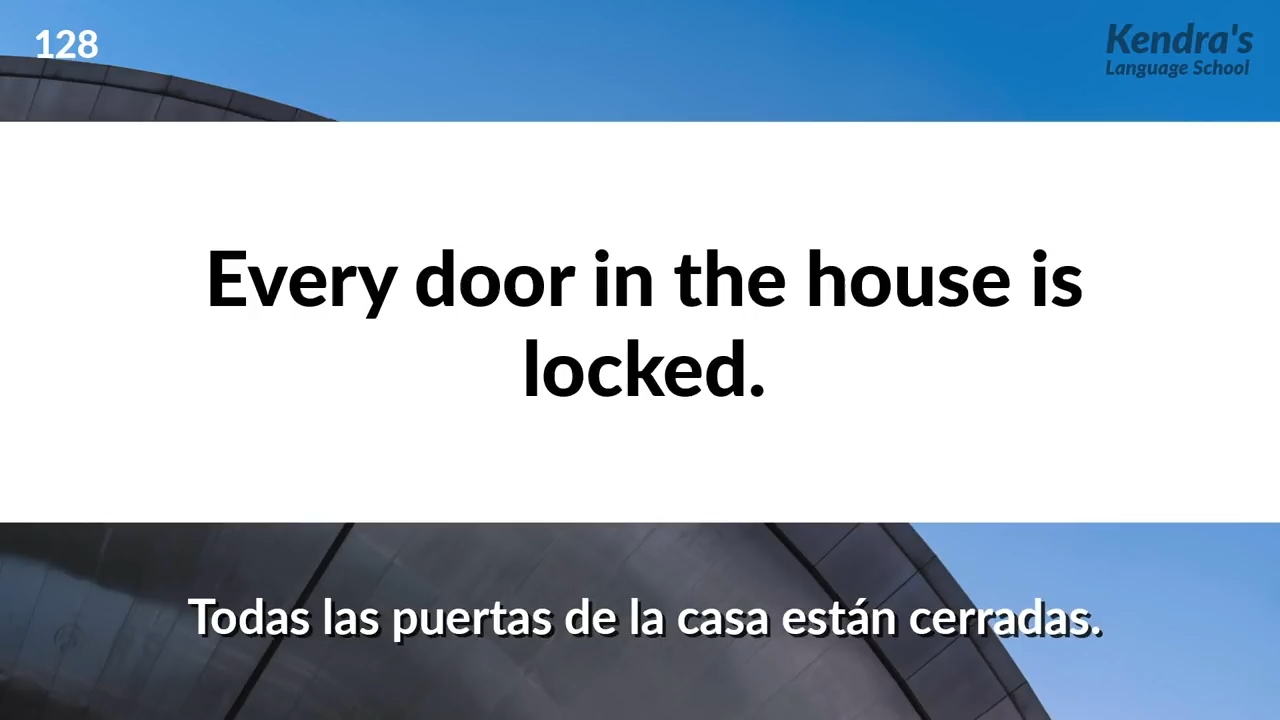 128
Kendra's
Language School
Every door in the house is
locked.
Todas las puertas de la casa están cerradas.